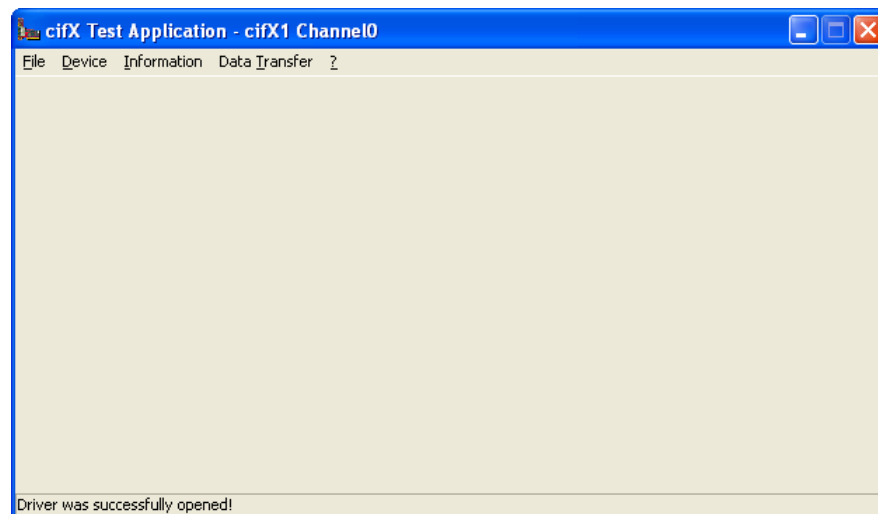 cifX Test Application - cifX1 Channel0
File Device Information Data Transfer ?
Driver was successfully opened!